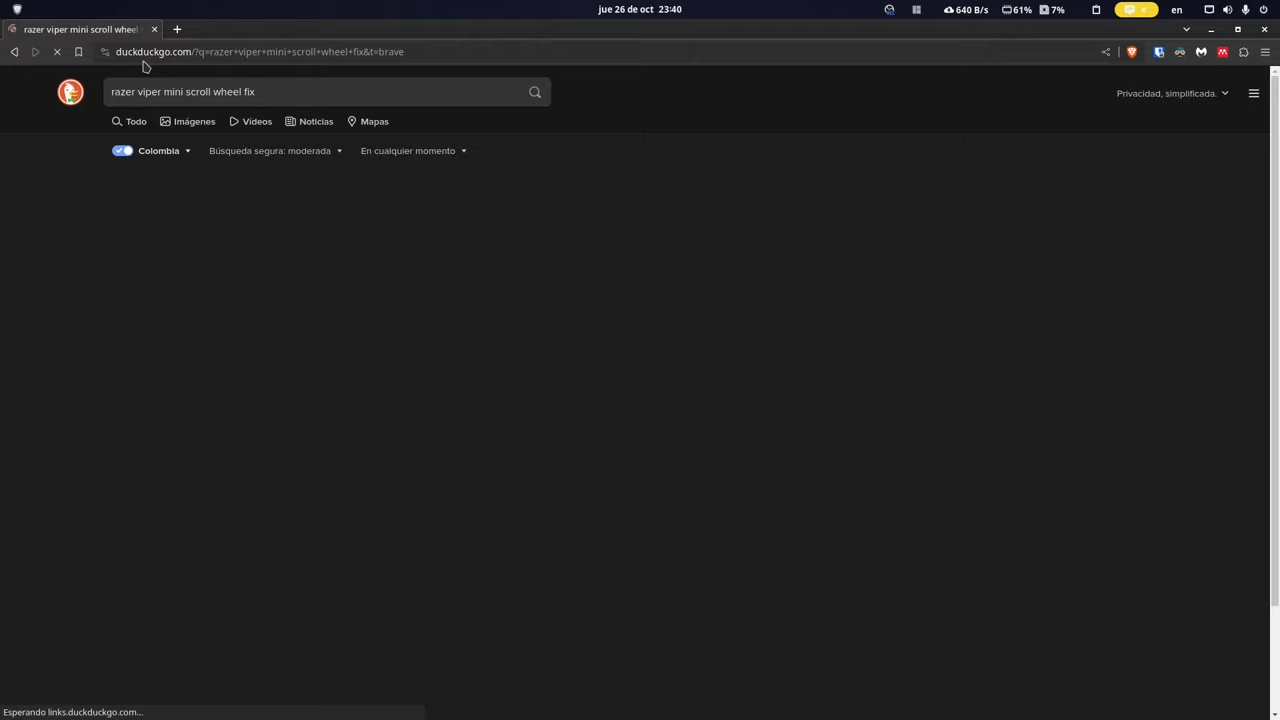 jue 26 de oct 23:40
640 B/s
61%
7%
en
razer viper mini scroll wheel
duckduckgo.com/?q=razer+viper+mini+scroll+wheel+fix&t=brave
razer viper mini scroll wheel fix
Privacidad, simplificada.
Todo
Imágenes
Vídeos
Noticias
Mapas
Colombia
Búsqueda segura: moderada
En cualquier momento
Esperando links.duckduckgo.com...